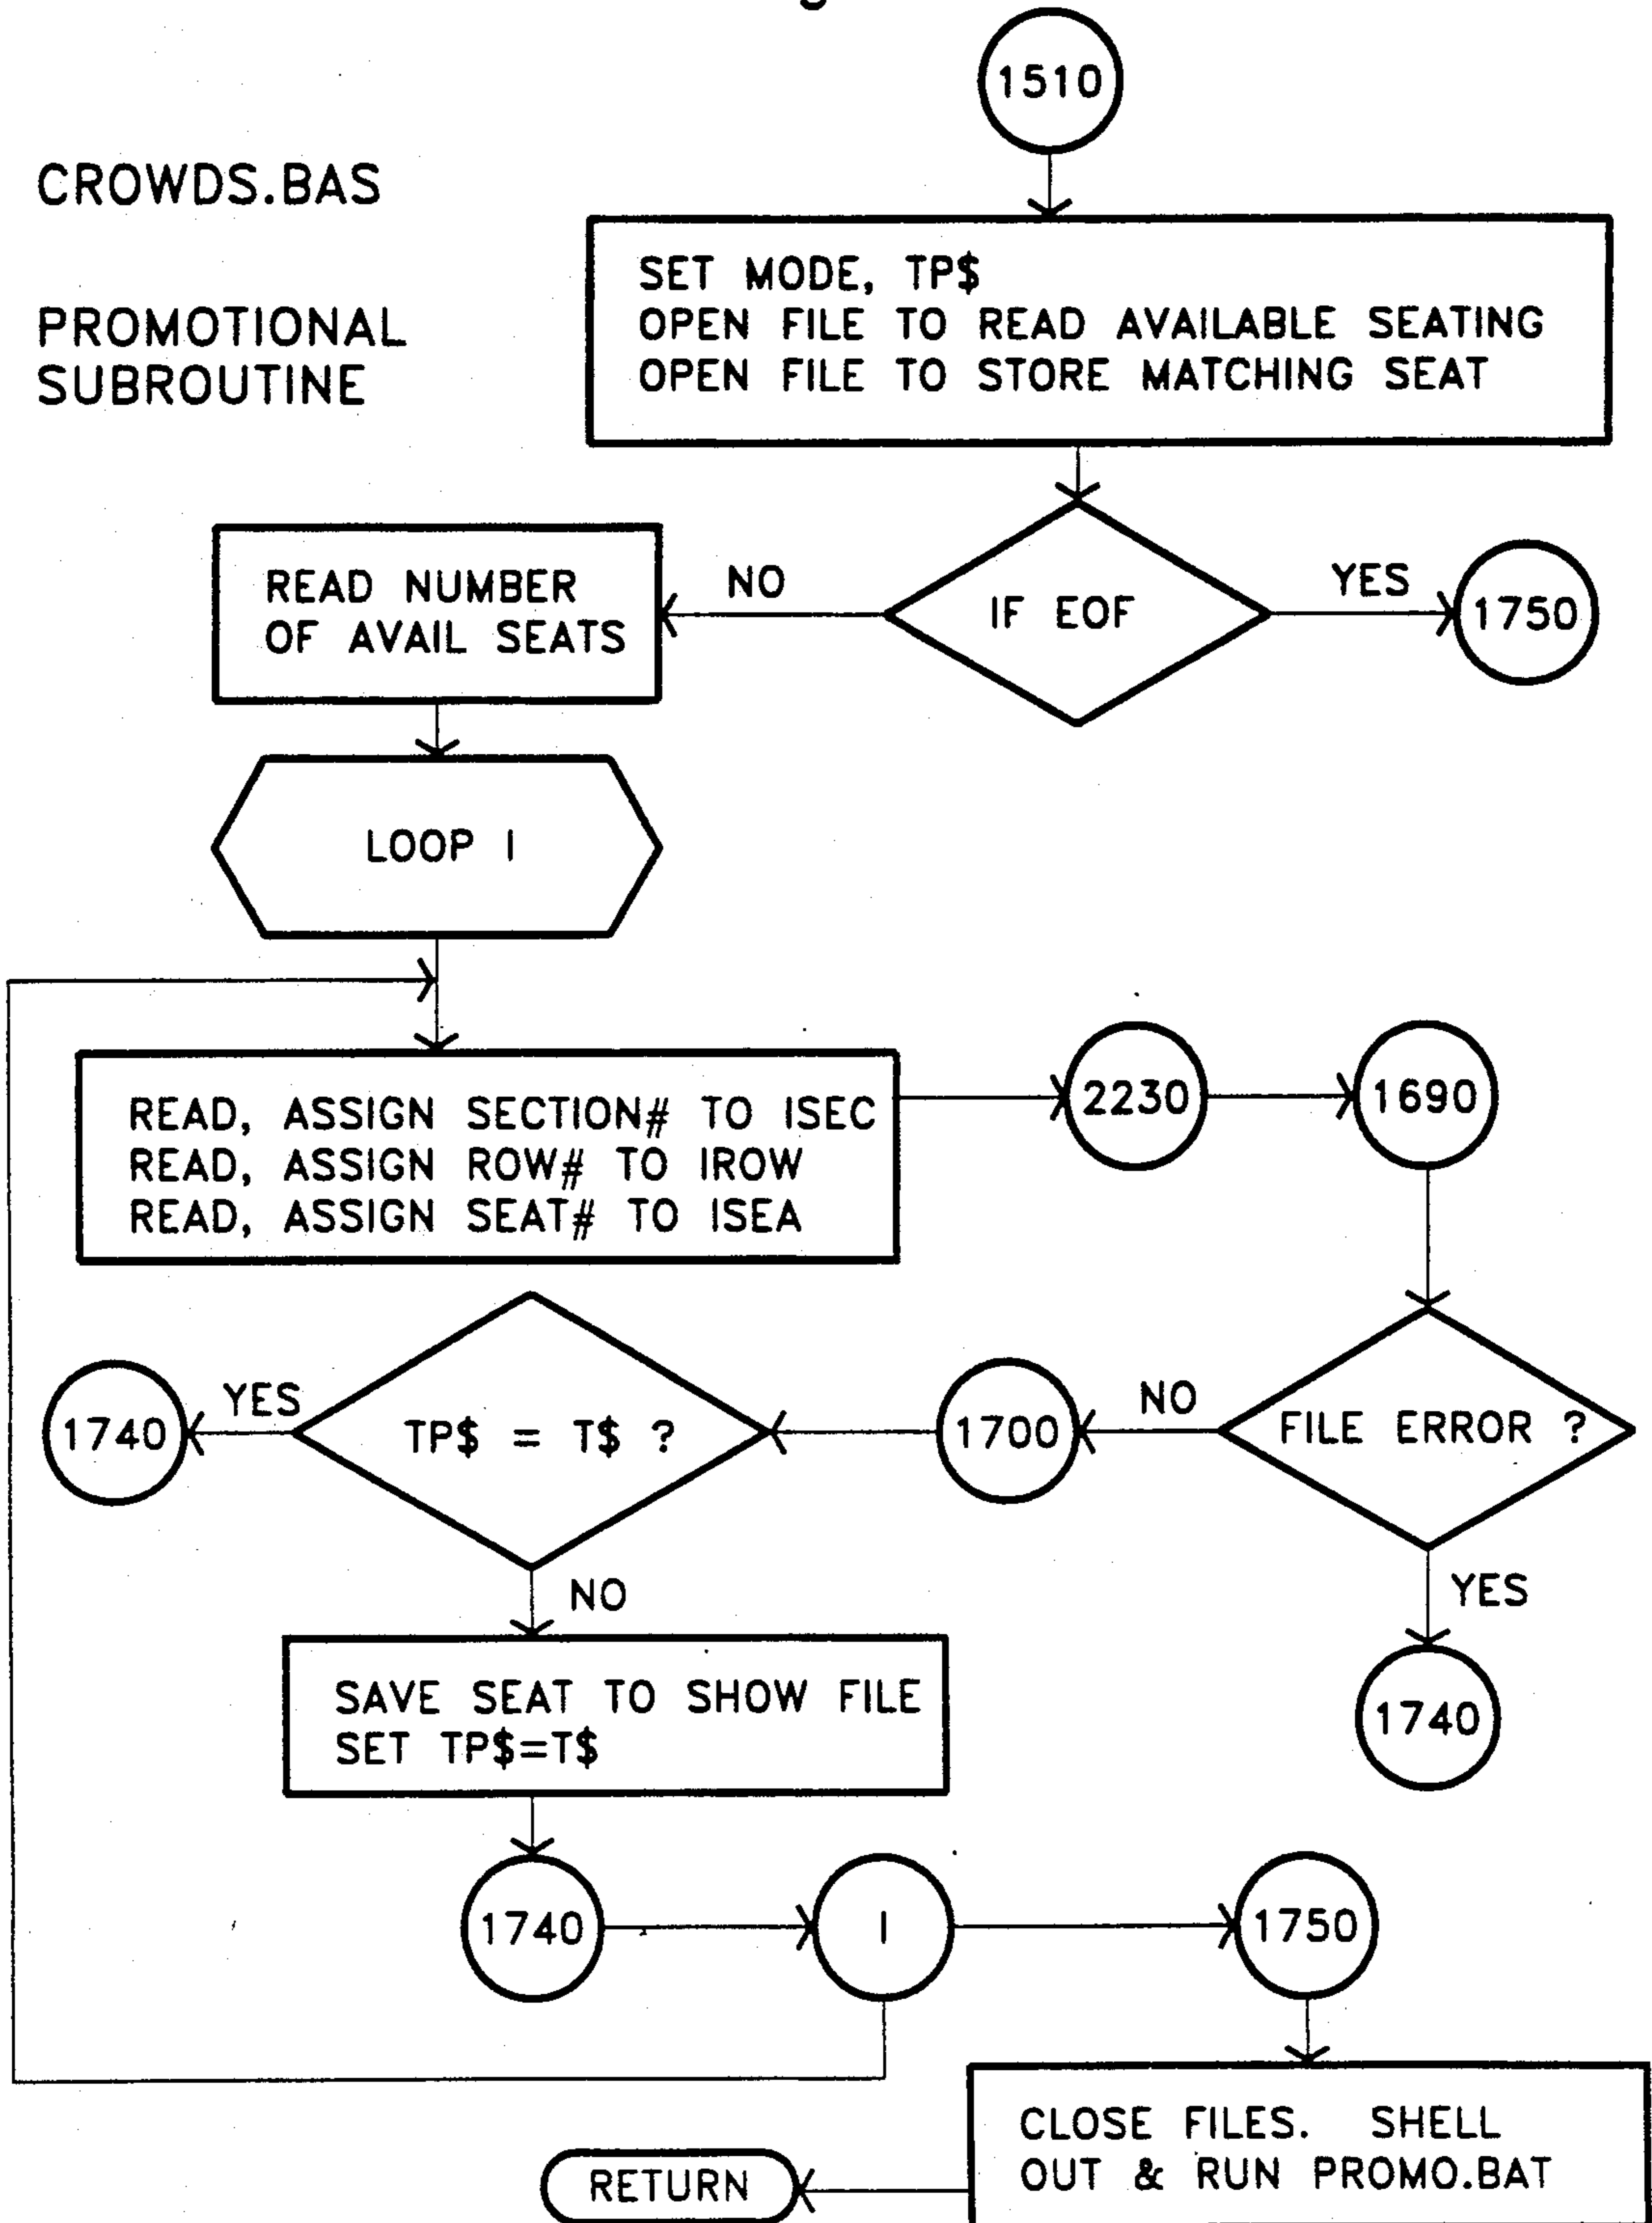 1510
CROWDS.BAS
PROMOTIONAL
SUBROUTINE
SET MODE, TP$
OPEN FILE TO READ AVAILABLE SEATING
OPEN FILE TO STORE MATCHING SEAT
READ NUMBER
OF AVAIL SEATS
NO
IF EOF
YES
1750
LOOP I
READ, ASSIGN SECTION# TO ISEC
READ, ASSIGN ROW# TO IROW
READ, ASSIGN SEAT# TO ISEA
2230
1690
1740
YES
TP$ = T$ ?
1700
NO
FILE ERROR ?
NO
YES
SAVE SEAT TO SHOW FILE
SET TP$=T$
1740
1740
I
1750
CLOSE FILES. SHELL
OUT & RUN PROMO.BAT
RETURN